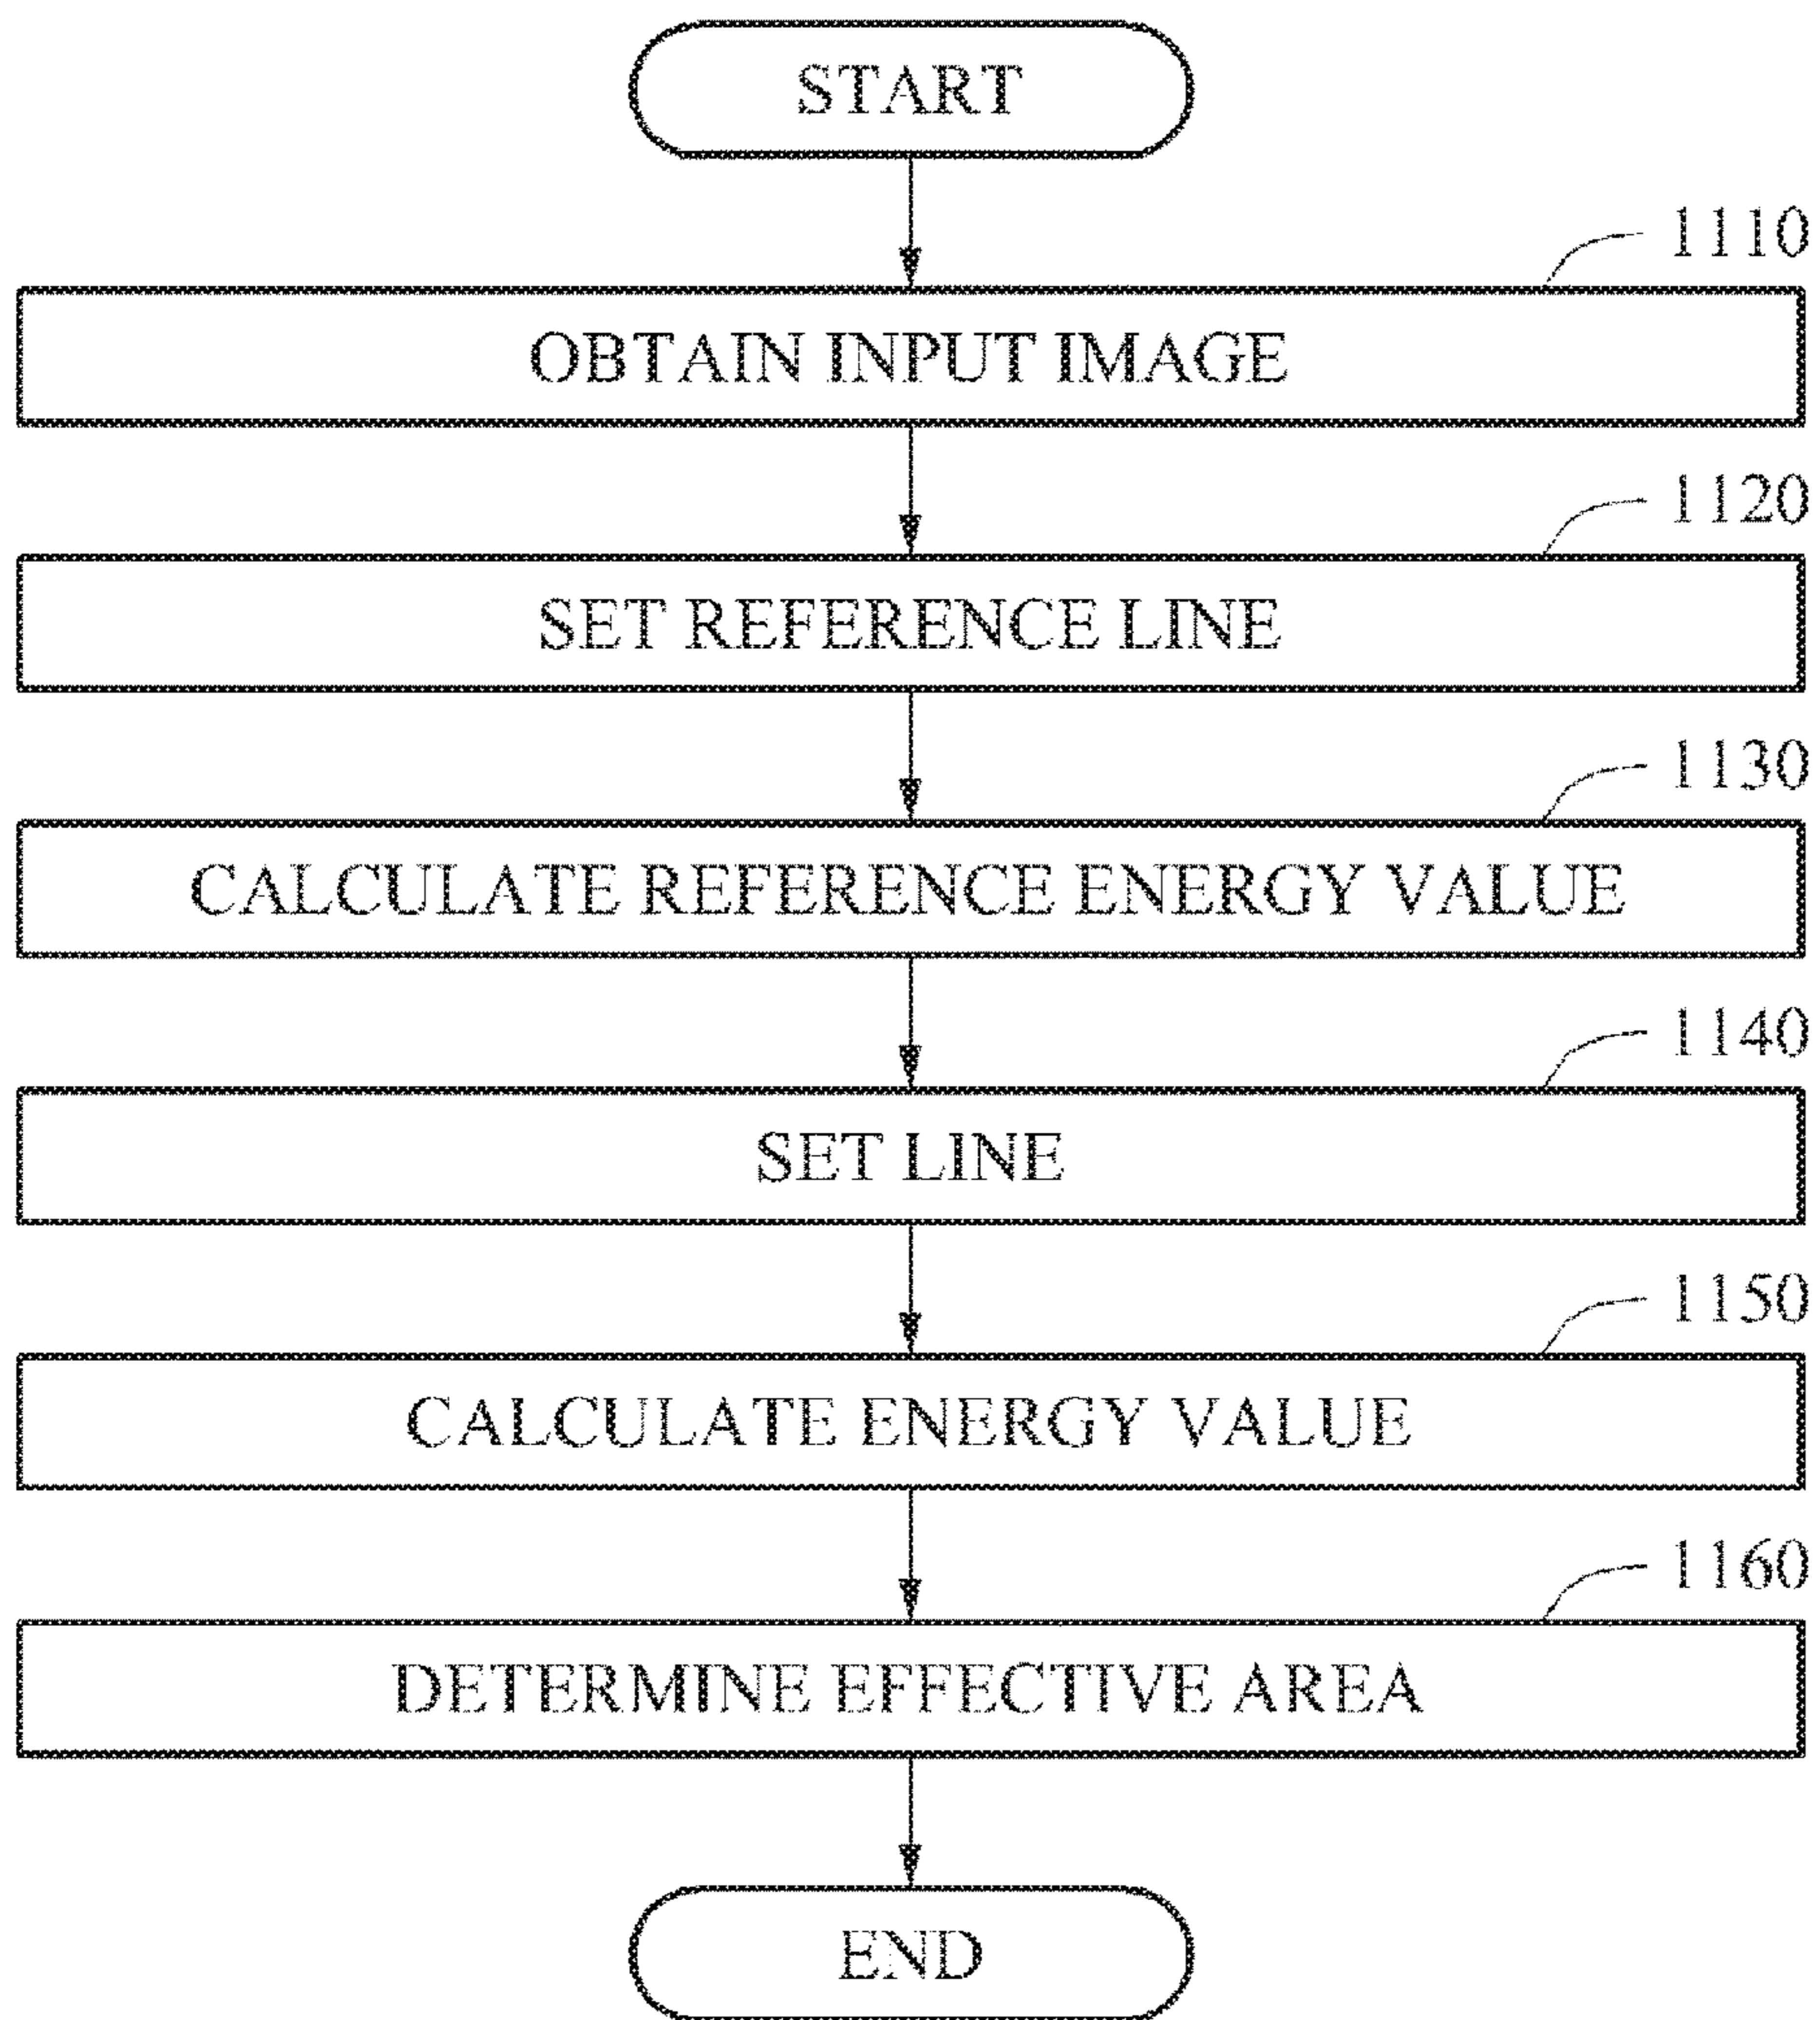 START
1110
OBTAIN INPUT IMAGE
1120
SET REFERENCE LINE
1130
CALCULATE REFERENCE ENERGY VALUE
1140
SET LINE
1150
CALCULATE ENERGY VALUE
1160
DETERMINE EFFECTIVE AREA
END